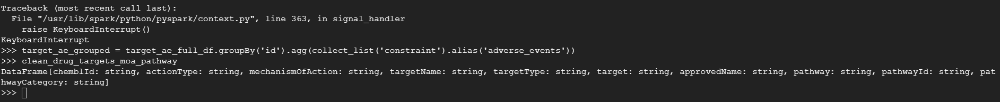 Traceback (most recent call last):
  File "/usr/lib/spark/python/pyspark/context.py", line 363, in signal_handler
    raise KeyboardInterrupt()
KeyboardInterrupt
>>> target_ae_grouped = target_ae_full_df.groupBy('id').agg(collect_list('constraint').alias('adverse_events'))
>>> clean_drug_targets_moa_pathway
DataFrame[chemblId: string, actionType: string, mechanismOfAction: string, targetName: string, targetType: string, target: string, approvedName: string, pathway: string, pathwayId: string, pat
hwayCategory: string]
>>>